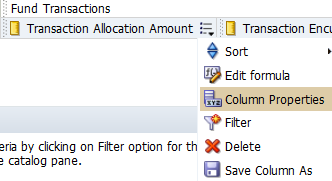 Fund Transactions
Transaction Allocation Amount
Transaction Encu
Sort
Edit formula
Column Properties
Filter
Delete
Save Column As
eria by clicking on Filter option for th
e catalog pane.